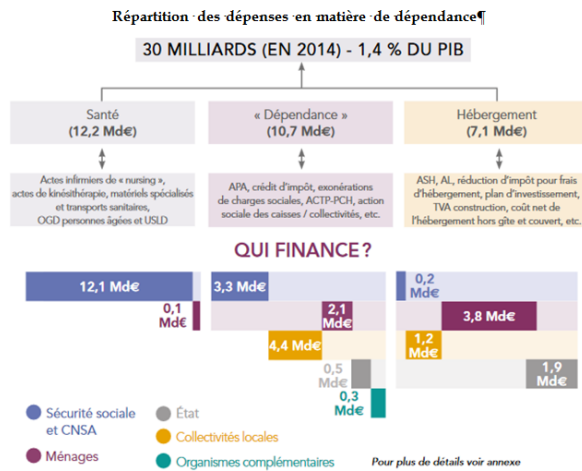 Répartition des dépenses en matière de dépendance¶
30 MILLIARDS (EN 2014) - 1,4 % DU PIB
Santé
(12,2 Md€)
« Dépendance »
(10,7 Md€)
Hébergement
(7,1 Md€)
Actes infirmiers de « nursing »,
actes de kinésithérapie, matériels spécialisés
et transports sanitaires,
OGD personnes âgées et USLD
APA, crédit d'impôt, exonérations
de charges sociales, ACTP-PCH, action
sociale des caisses / collectivités, etc.
ASH, AL, réduction d'impôt pour frais
d'hébergement, plan d'investissement,
TVA construction, coût net de
l'hébergement hors gîte et couvert, etc.
QUI FINANCE ?
12,1 Md€
3,3 Md€
0,2
Md€
0,1
Md€
2,1
Md€
3,8 Md€
4,4 Md€
1,2
Md€
0,5
Md€
1,9
Md€
0,3
Md€
Sécurité sociale
et CNSA
Ménages
État
Collectivités locales
Organismes complémentaires
Pour plus de détails voir annexe